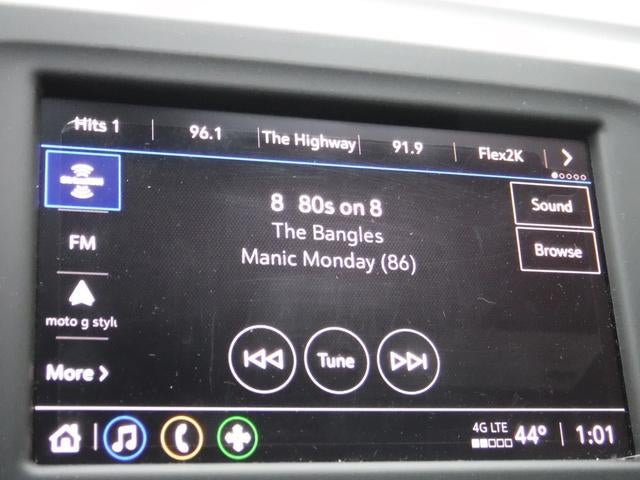 Hits 1
96.1
The Highway
91.9
Flex2K
8 80s on 8
The Bangles
Manic Monday (86)
Sound
Browse
FM
moto g styl
More >
Tune
4G LTE
44°
1:01